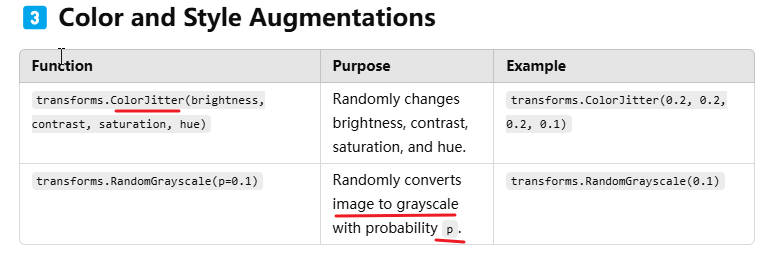 3 Color and Style Augmentations
Function Purpose Example
transforms.ColorJitter(brightness,
contrast, saturation, hue)
Randomly changes
brightness, contrast,
saturation, and hue.
transforms.ColorJitter(0.2, 0.2,
0.2, 0.1)
transforms.RandomGrayscale(p=0.1)
Randomly converts
image to grayscale
with probability p.
transforms.RandomGrayscale(0.1)